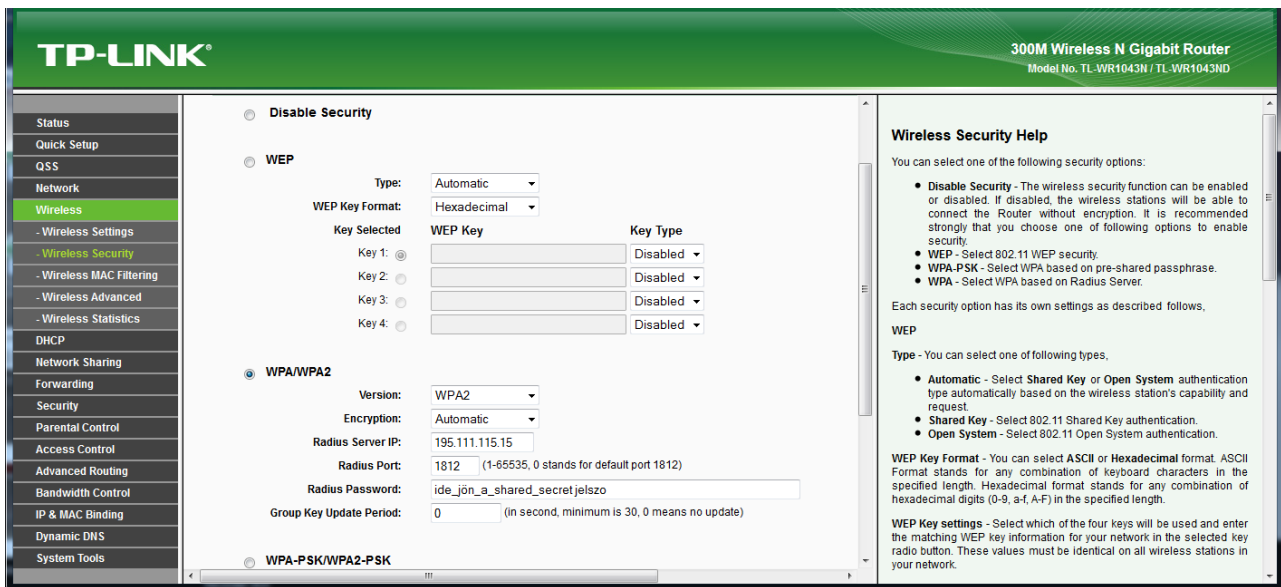 TP-LINK®
300M Wireless N Gigabit Router
Model No. TL-WR1043N / TL-WR1043ND
Status
Quick Setup
QSS
Network
Wireless
- Wireless Settings
- Wireless Security
- Wireless MAC Filtering
- Wireless Advanced
- Wireless Statistics
DHCP
Network Sharing
Forwarding
Security
Parental Control
Access Control
Advanced Routing
Bandwidth Control
IP & MAC Binding
Dynamic DNS
System Tools
Disable Security
WEP
Type: Automatic
WEP Key Format: Hexadecimal
Key Selected WEP Key Key Type
Key 1: Disabled
Key 2: Disabled
Key 3: Disabled
Key 4: Disabled
WPA/WPA2
Version: WPA2
Encryption: Automatic
Radius Server IP: 195.111.115.15
Radius Port: 1812 (1-65535, 0 stands for default port 1812)
Radius Password: ide_jön_a_shared_secret jelszo
Group Key Update Period: 0 (in second, minimum is 30, 0 means no update)
WPA-PSK/WPA2-PSK
Wireless Security Help
You can select one of the following security options:
• Disable Security - The wireless security function can be enabled
or disabled. If disabled, the wireless stations will be able to
connect the Router without encryption. It is recommended
strongly that you choose one of following options to enable
security.
• WEP - Select 802.11 WEP security.
• WPA-PSK - Select WPA based on pre-shared passphrase.
• WPA - Select WPA based on Radius Server.
Each security option has its own settings as described follows,
WEP
Type - You can select one of following types,
• Automatic - Select Shared Key or Open System authentication
type automatically based on the wireless station's capability and
request.
• Shared Key - Select 802.11 Shared Key authentication.
• Open System - Select 802.11 Open System authentication.
WEP Key Format - You can select ASCII or Hexadecimal format. ASCII
Format stands for any combination of keyboard characters in the
specified length. Hexadecimal format stands for any combination of
hexadecimal digits (0-9, a-f, A-F) in the specified length.
WEP Key settings - Select which of the four keys will be used and enter
the matching WEP key information for your network in the selected key
radio button. These values must be identical on all wireless stations in
your network.